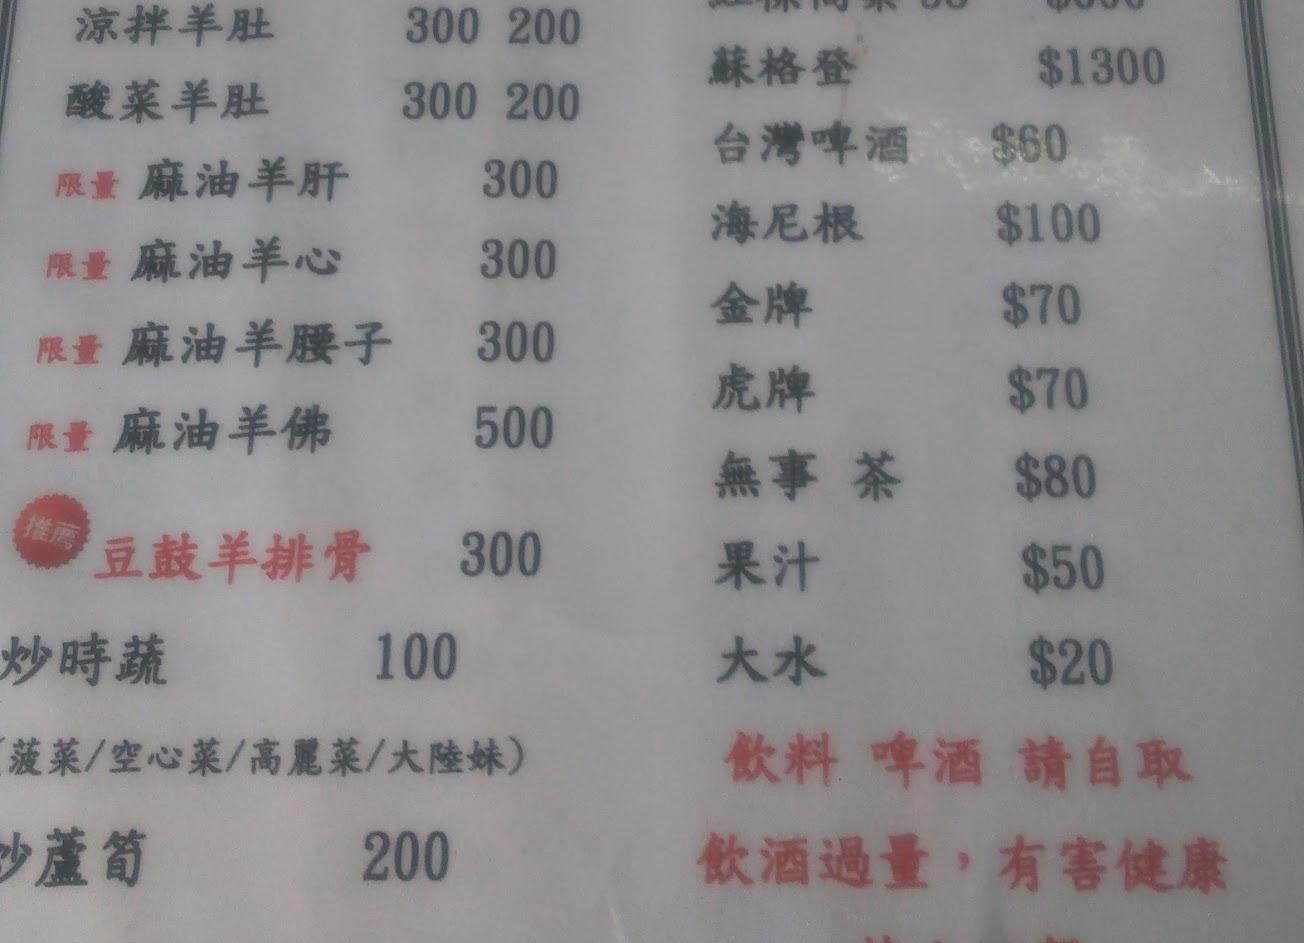 涼拌羊肚 300 200
酸菜羊肚 300 200
限量 麻油羊肝 300
限量 麻油羊心 300
限量 麻油羊腰子 300
限量 麻油羊佛 500
推薦 豆鼓羊排骨 300
炒時蔬 100
(菠菜/空心菜/高麗菜/大陸妹)
炒蘆筍 200
蘇格登 $1300
台灣啤酒 $60
海尼根 $100
金牌 $70
虎牌 $70
無事 茶 $80
果汁 $50
大水 $20
飲料 啤酒 請自取
飲酒過量，有害健康